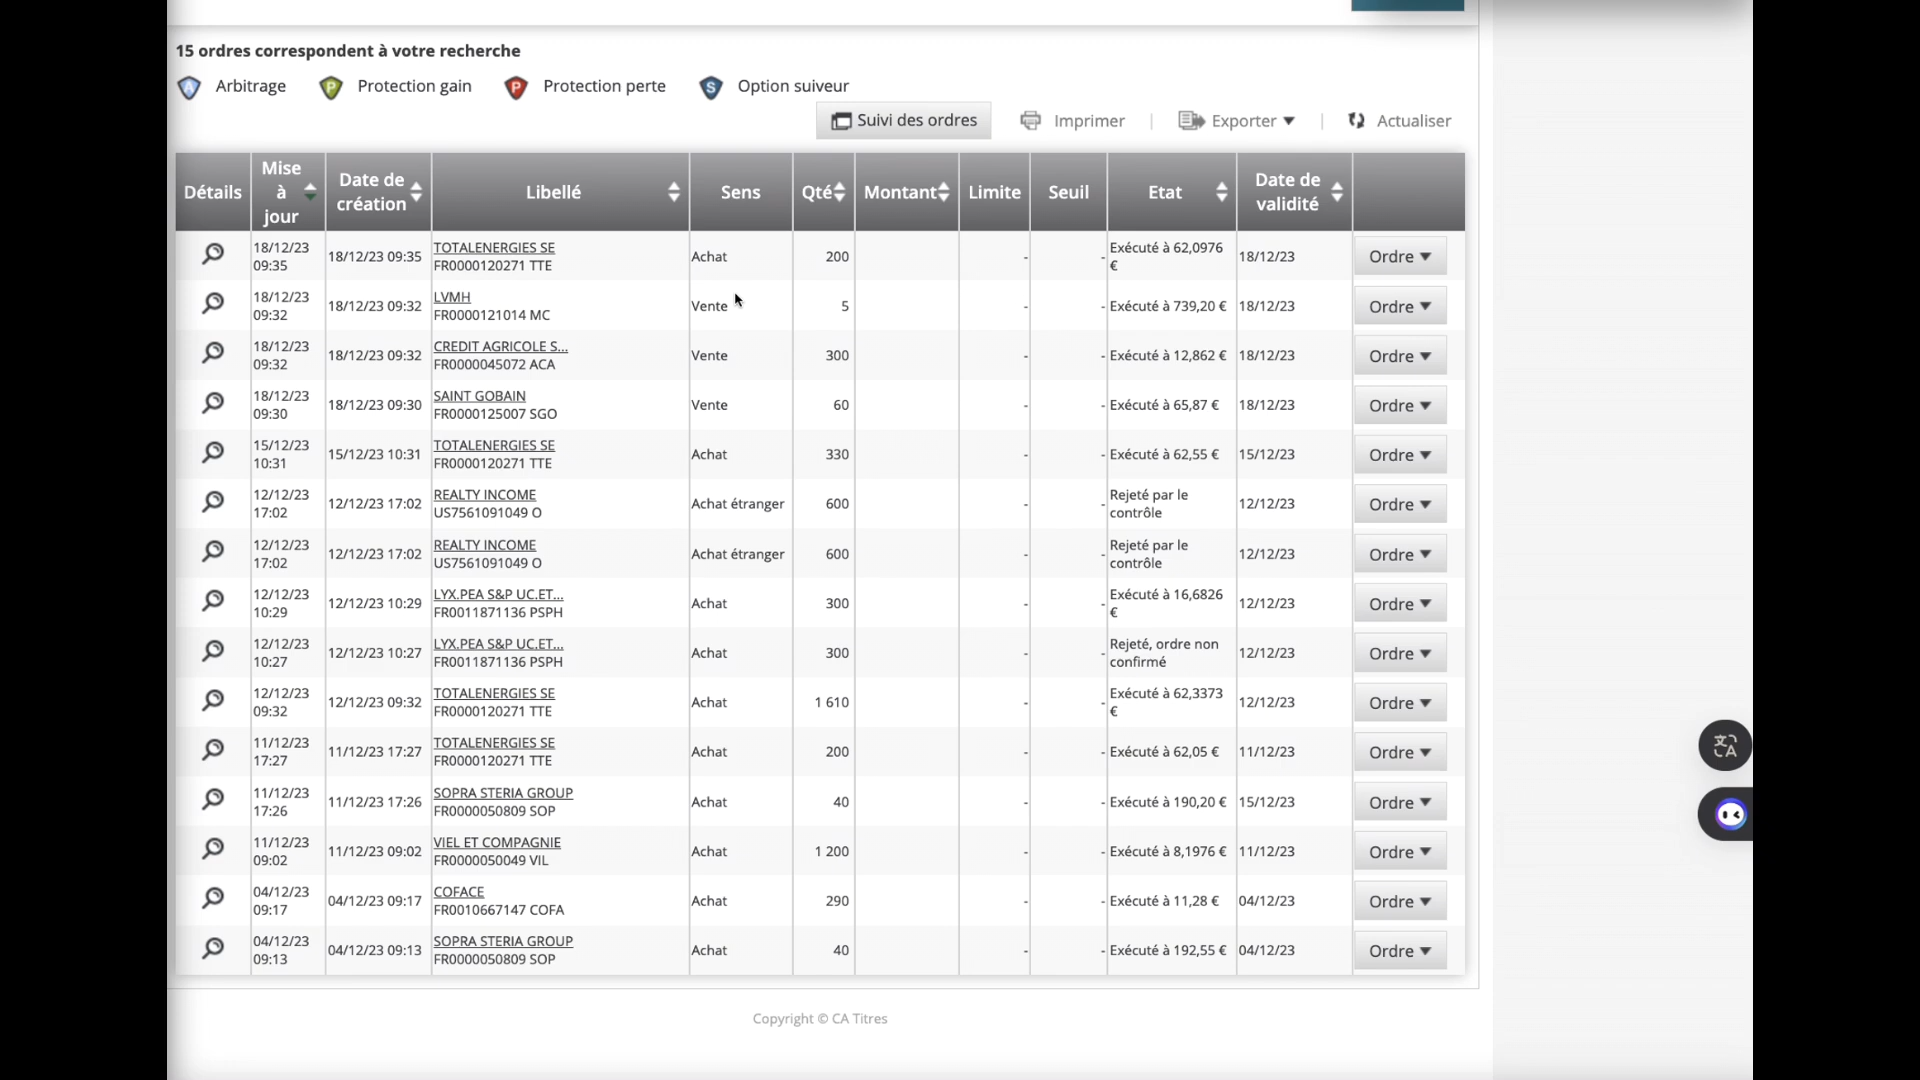 15 ordres correspondent à votre recherche
A Arbitrage P Protection gain P Protection perte S Option suiveur
Suivi des ordres Imprimer | Exporter | Actualiser
Détails Mise à jour Date de création Libellé Sens Qté Montant Limite Seuil Etat Date de validité
18/12/23 09:35 18/12/23 09:35 TOTALENERGIES SE FR0000120271 TTE Achat 200 - - Exécuté à 62,0976 € 18/12/23 Ordre
18/12/23 09:32 18/12/23 09:32 LVMH FR0000121014 MC Vente 5 - - Exécuté à 739,20 € 18/12/23 Ordre
18/12/23 09:32 18/12/23 09:32 CREDIT AGRICOLE S... FR0000045072 ACA Vente 300 - - Exécuté à 12,862 € 18/12/23 Ordre
18/12/23 09:30 18/12/23 09:30 SAINT GOBAIN FR0000125007 SGO Vente 60 - - Exécuté à 65,87 € 18/12/23 Ordre
15/12/23 10:31 15/12/23 10:31 TOTALENERGIES SE FR0000120271 TTE Achat 330 - - Exécuté à 62,55 € 15/12/23 Ordre
12/12/23 17:02 12/12/23 17:02 REALTY INCOME US7561091049 O Achat étranger 600 - - Rejeté par le contrôle 12/12/23 Ordre
12/12/23 17:02 12/12/23 17:02 REALTY INCOME US7561091049 O Achat étranger 600 - - Rejeté par le contrôle 12/12/23 Ordre
12/12/23 10:29 12/12/23 10:29 LYX.PEA S&P UC.ET... FR0011871136 PSPH Achat 300 - - Exécuté à 16,6826 € 12/12/23 Ordre
12/12/23 10:27 12/12/23 10:27 LYX.PEA S&P UC.ET... FR0011871136 PSPH Achat 300 - - Rejeté, ordre non confirmé 12/12/23 Ordre
12/12/23 09:32 12/12/23 09:32 TOTALENERGIES SE FR0000120271 TTE Achat 1 610 - - Exécuté à 62,3373 € 12/12/23 Ordre
11/12/23 17:27 11/12/23 17:27 TOTALENERGIES SE FR0000120271 TTE Achat 200 - - Exécuté à 62,05 € 11/12/23 Ordre
11/12/23 17:26 11/12/23 17:26 SOPRA STERIA GROUP FR0000050809 SOP Achat 40 - - Exécuté à 190,20 € 15/12/23 Ordre
11/12/23 09:02 11/12/23 09:02 VIEL ET COMPAGNIE FR0000050049 VIL Achat 1 200 - - Exécuté à 8,1976 € 11/12/23 Ordre
04/12/23 09:17 04/12/23 09:17 COFACE FR0010667147 COFA Achat 290 - - Exécuté à 11,28 € 04/12/23 Ordre
04/12/23 09:13 04/12/23 09:13 SOPRA STERIA GROUP FR0000050809 SOP Achat 40 - - Exécuté à 192,55 € 04/12/23 Ordre
Copyright © CA Titres